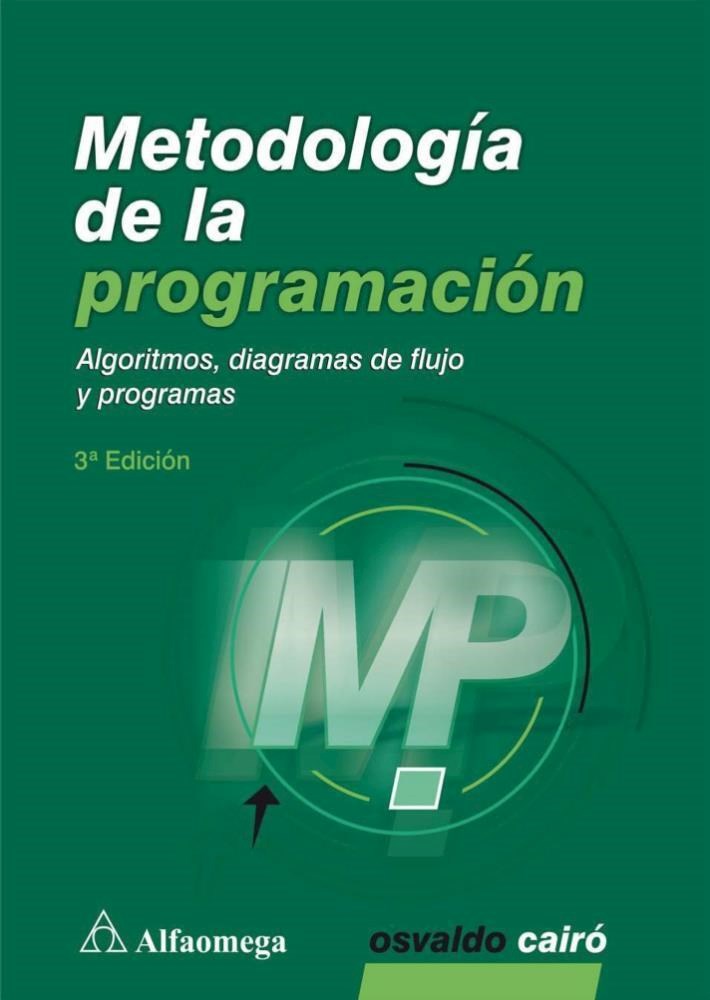 Metodología
de la
programación
Algoritmos, diagramas de flujo
y programas
3ª Edición
MP
Alfaomega
osvaldo cairó